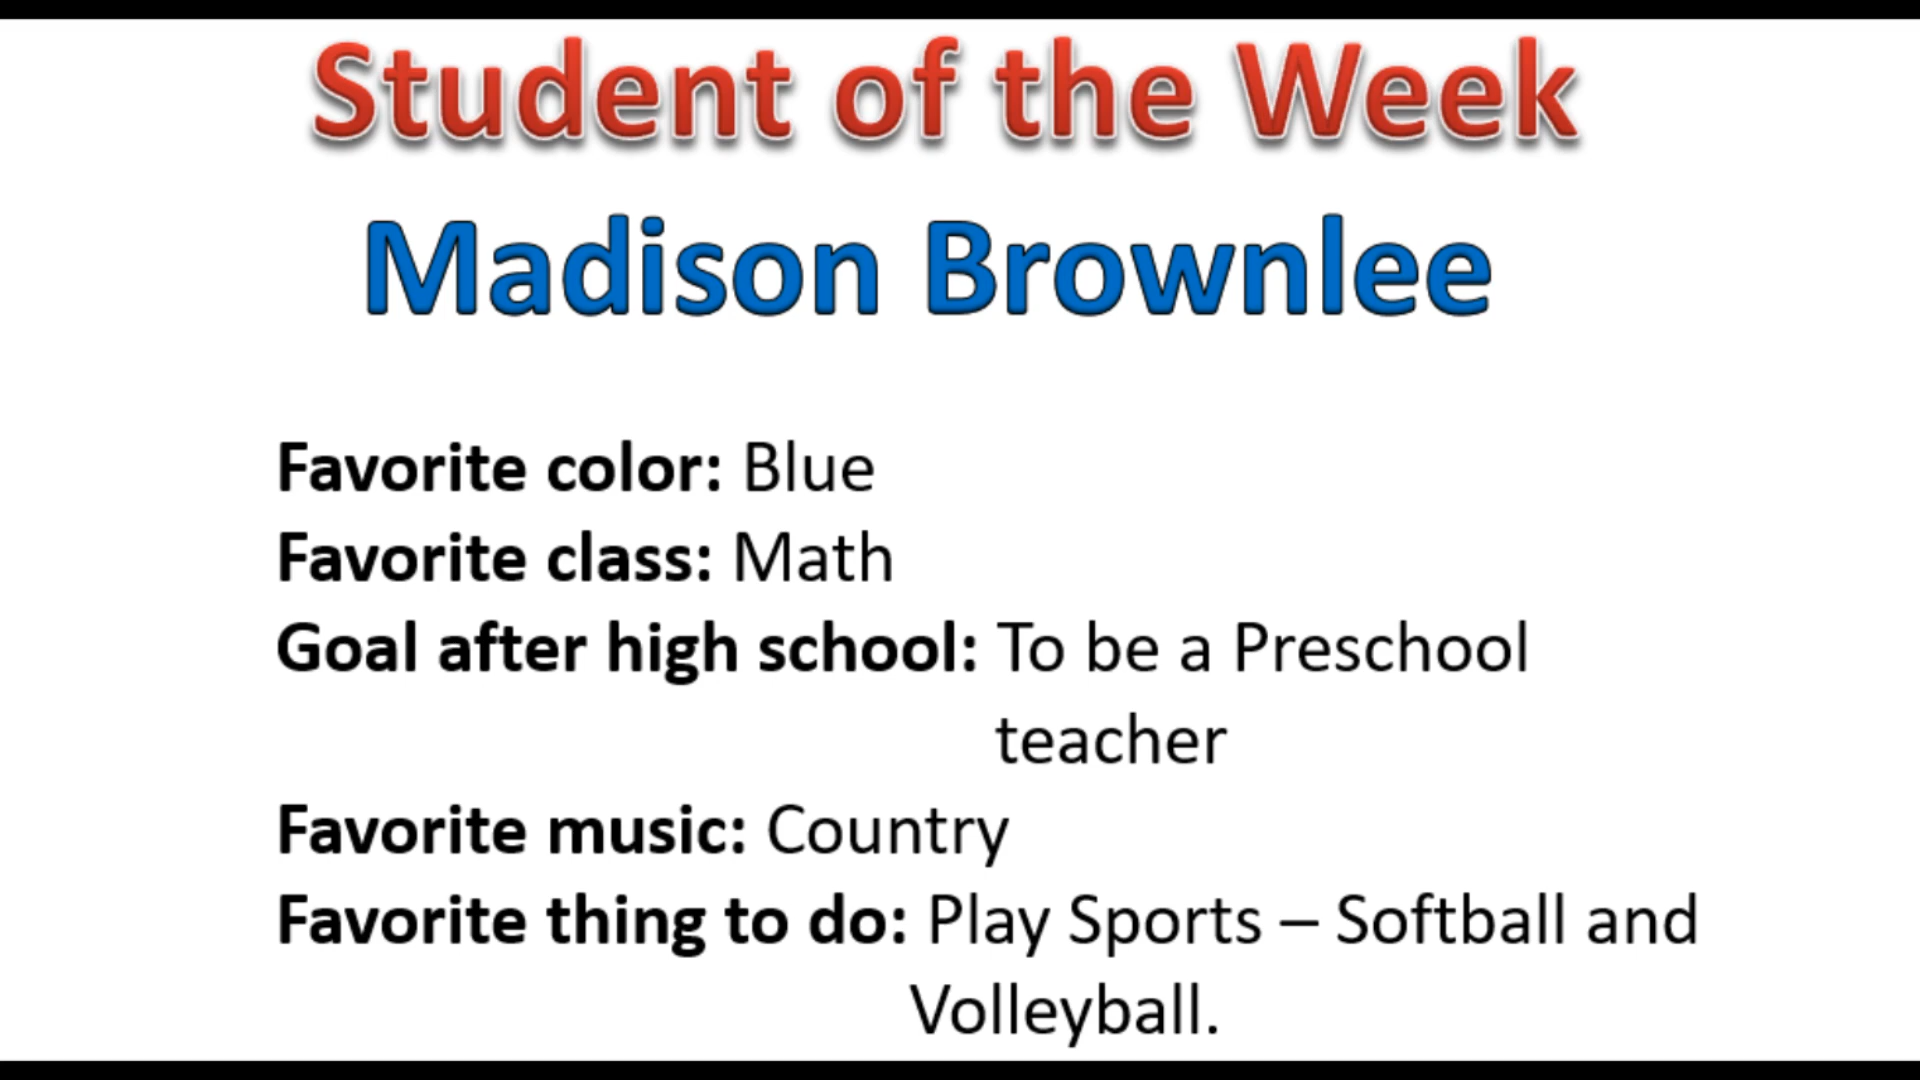 Student of the Week
Madison Brownlee
Favorite color: Blue
Favorite class: Math
Goal after high school: To be a Preschool
teacher
Favorite music: Country
Favorite thing to do: Play Sports – Softball and
Volleyball.